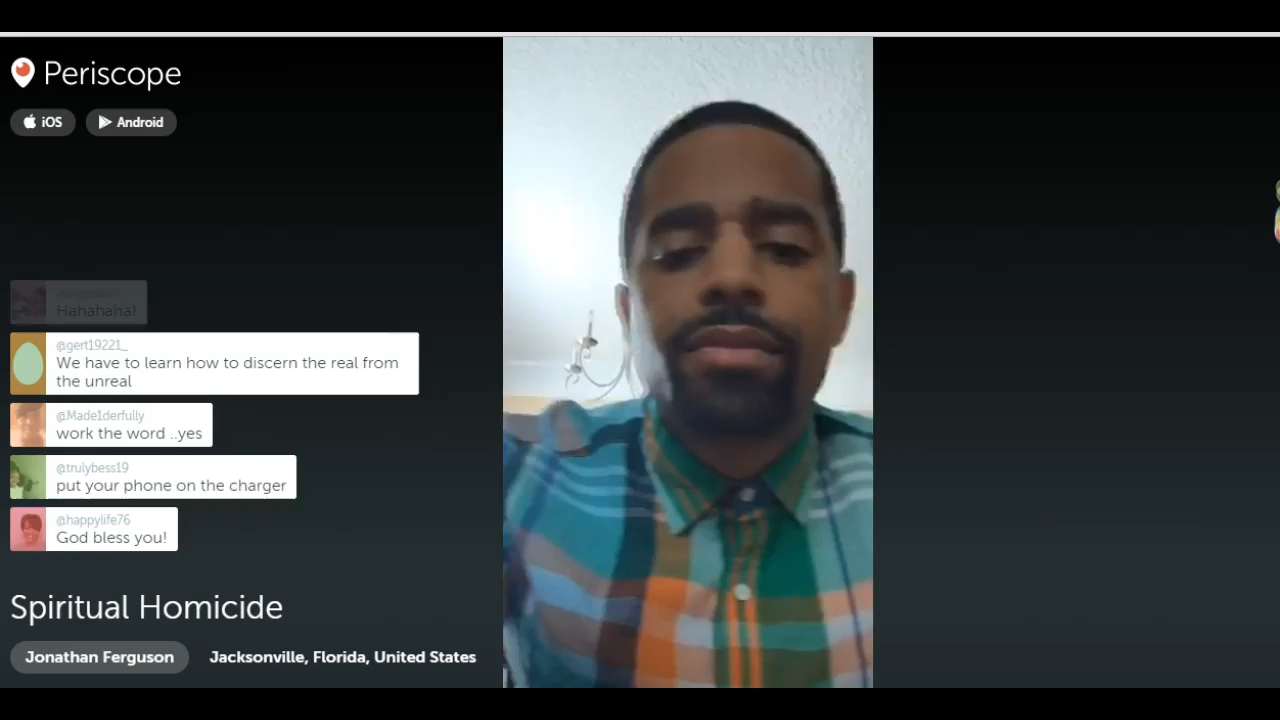 Periscope
iOS
Android
Hahahaha!
@gert19221_
We have to learn how to discern the real from
the unreal
@Made1derfully
work the word ..yes
@trulybess19
put your phone on the charger
@happylife76
God bless you!
Spiritual Homicide
Jonathan Ferguson
Jacksonville, Florida, United States